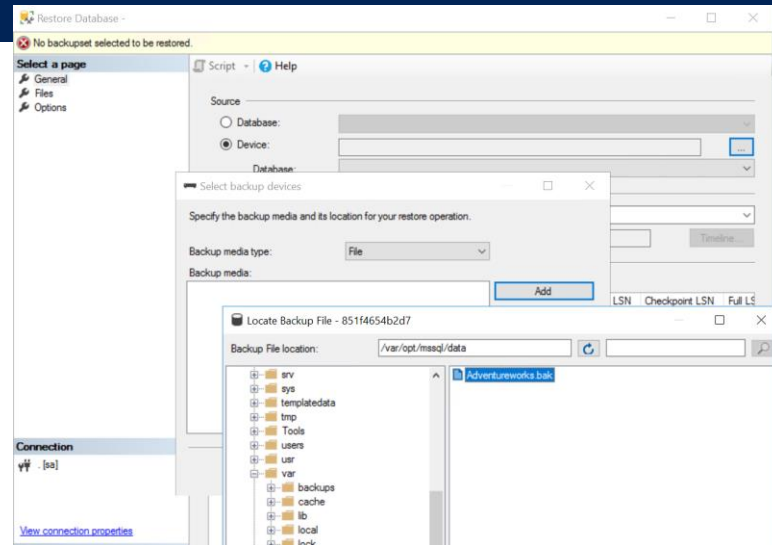 Restore Database -
No backupset selected to be restored.
Select a page
General
Files
Options
Script
Help
Source
Database:
Device:
...
Database:
Select backup devices
Specify the backup media and its location for your restore operation.
Backup media type:
File
Backup media:
Add
Timeline...
LSN Checkpoint LSN Full LS
Locate Backup File - 851f4654b2d7
Backup File location:
/var/opt/mssql/data
srv
sys
templatedata
tmp
Tools
users
usr
var
backups
cache
lib
local
lock
Adventureworks.bak
Connection
. [sa]
View connection properties